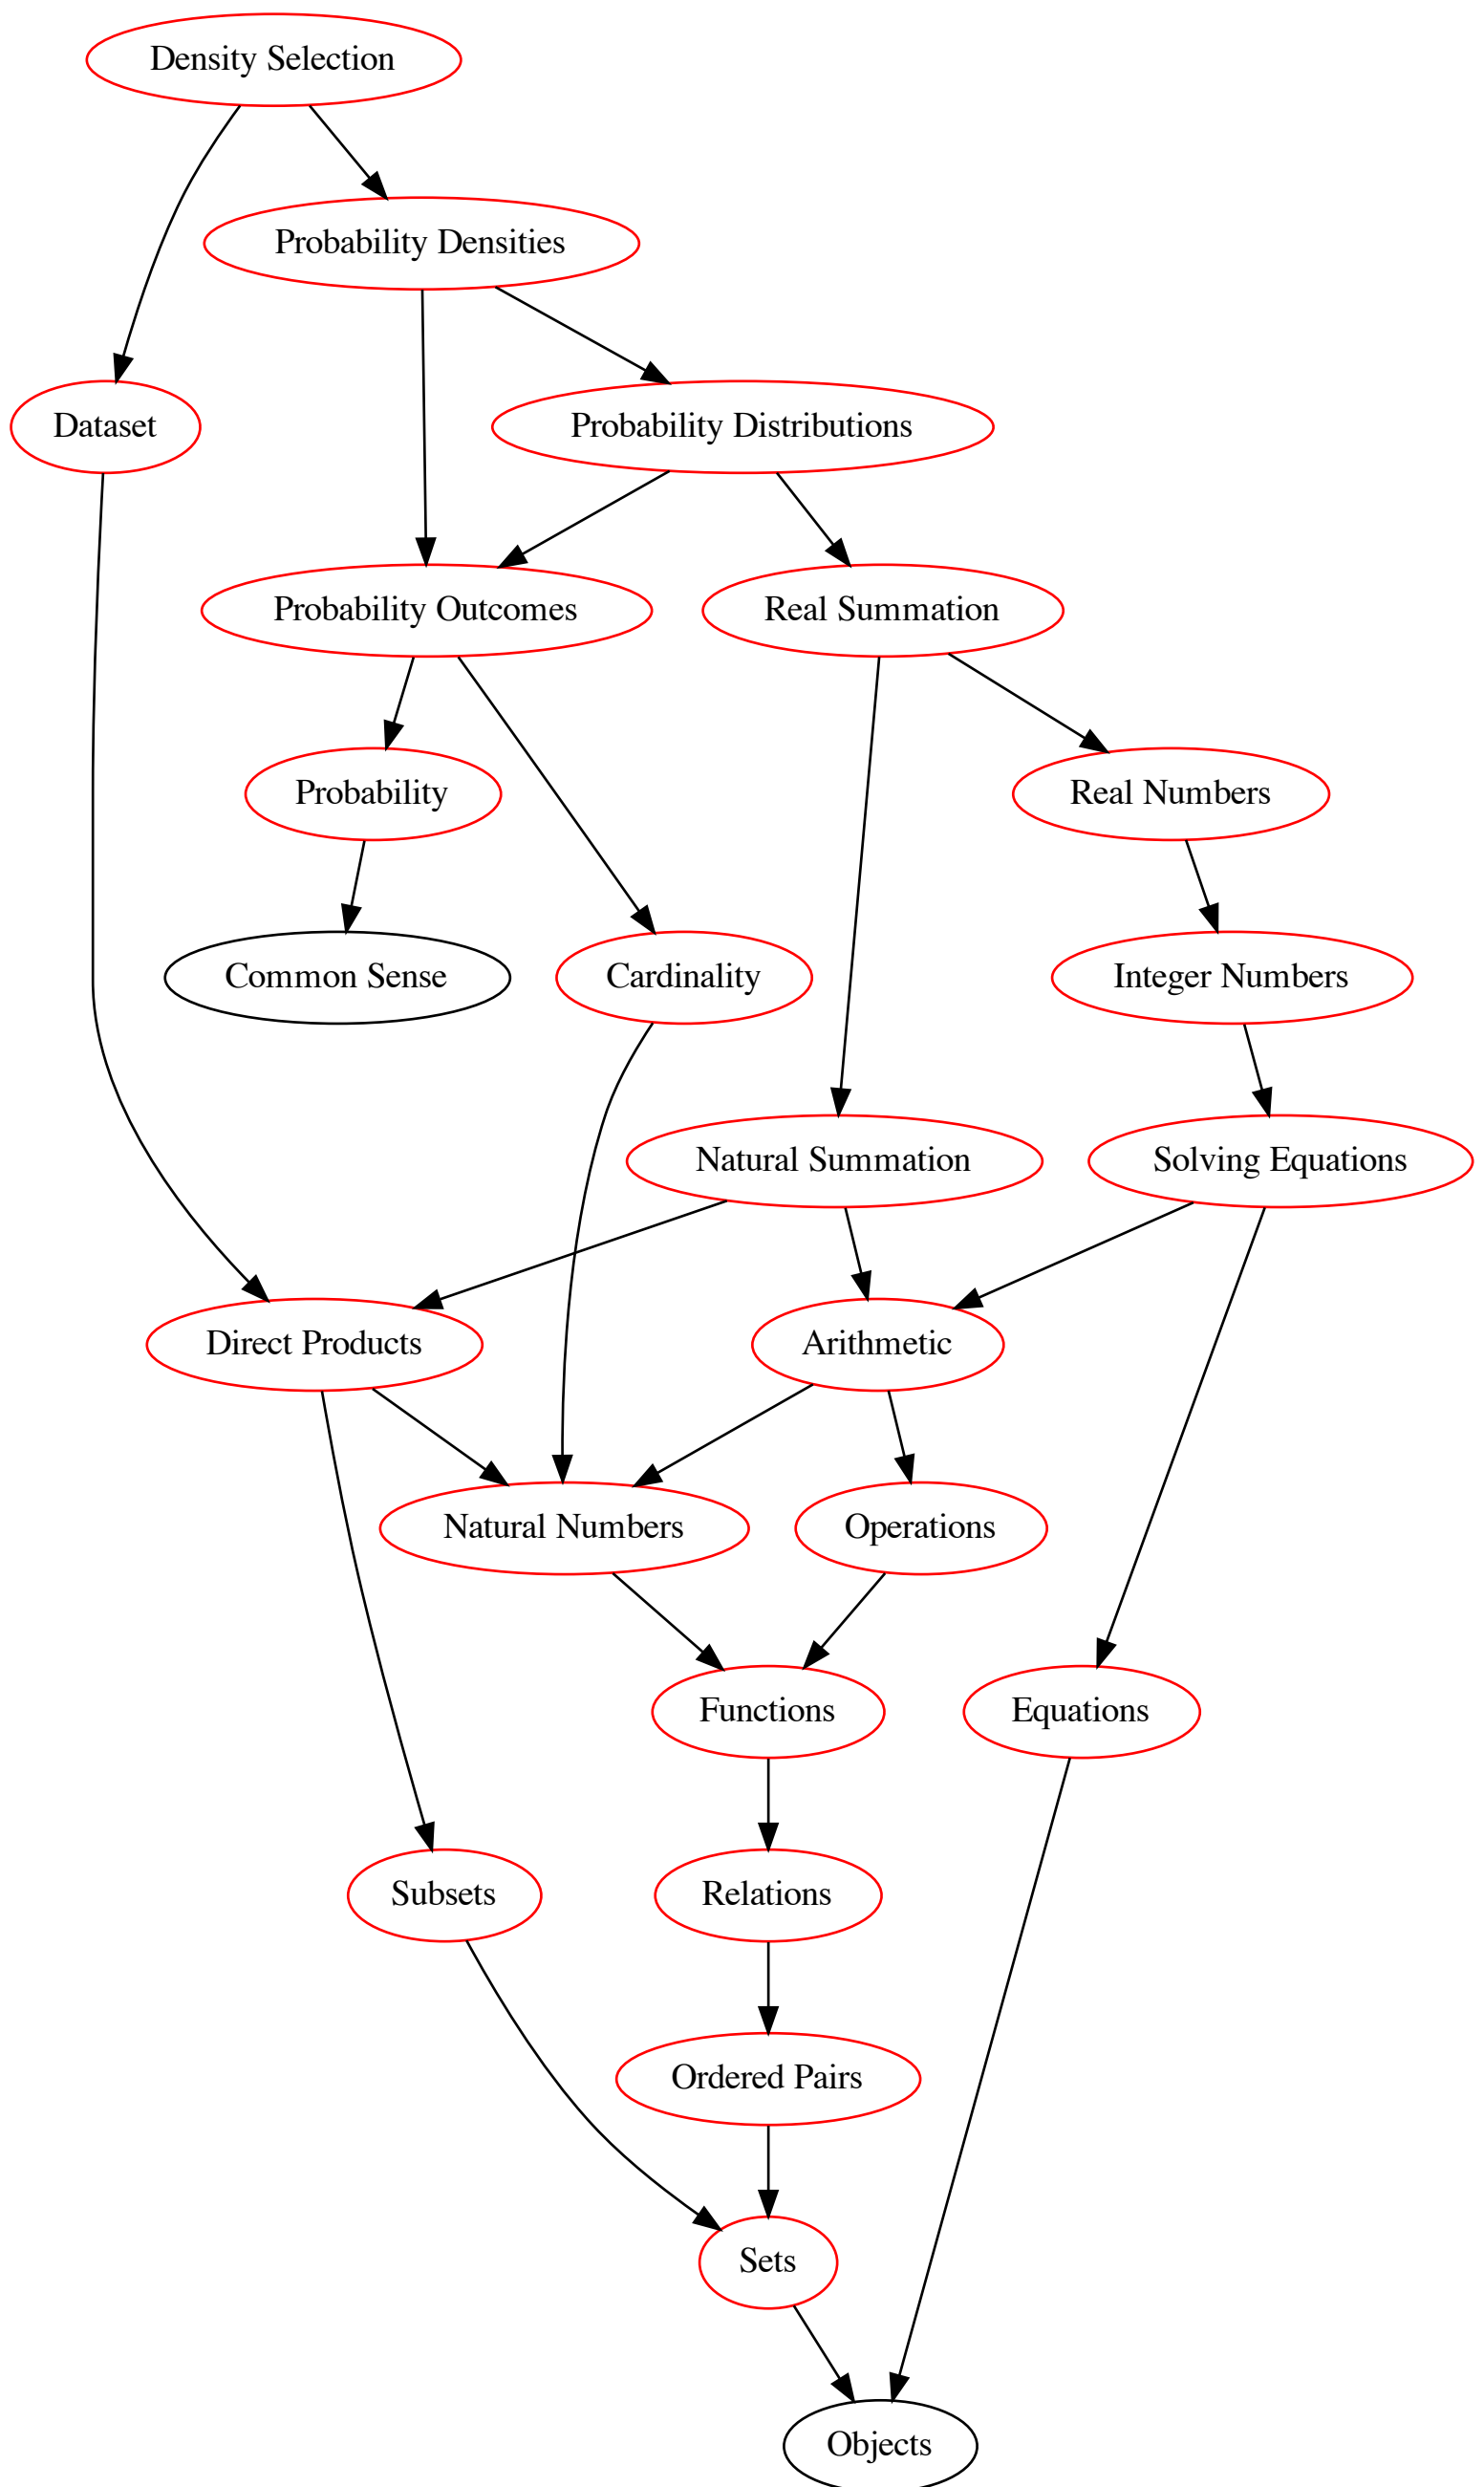 Density Selection
Probability Densities
Dataset
Probability Distributions
Probability Outcomes
Real Summation
Probability
Real Numbers
Common Sense
Cardinality
Integer Numbers
Natural Summation
Solving Equations
Direct Products
Arithmetic
Natural Numbers
Operations
Functions
Equations
Subsets
Relations
Ordered Pairs
Sets
Objects